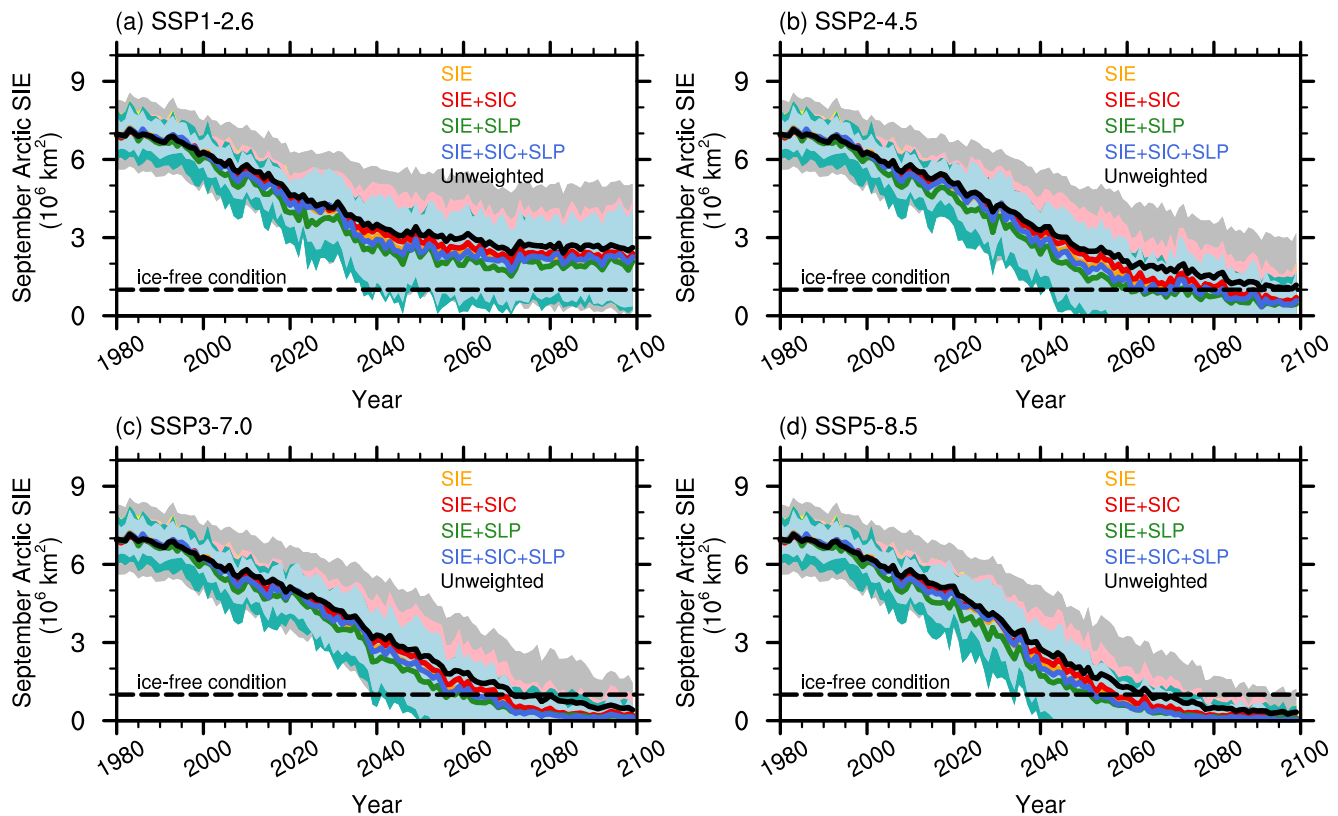 (a) SSP1-2.6
September Arctic SIE
(10⁶ km²)
9
6
3
0
SIE
SIE+SIC
SIE+SLP
SIE+SIC+SLP
Unweighted
ice-free condition
1980 2000 2020 2040 2060 2080 2100
Year
(b) SSP2-4.5
September Arctic SIE
(10⁶ km²)
9
6
3
0
SIE
SIE+SIC
SIE+SLP
SIE+SIC+SLP
Unweighted
ice-free condition
1980 2000 2020 2040 2060 2080 2100
Year
(c) SSP3-7.0
September Arctic SIE
(10⁶ km²)
9
6
3
0
SIE
SIE+SIC
SIE+SLP
SIE+SIC+SLP
Unweighted
ice-free condition
1980 2000 2020 2040 2060 2080 2100
Year
(d) SSP5-8.5
September Arctic SIE
(10⁶ km²)
9
6
3
0
SIE
SIE+SIC
SIE+SLP
SIE+SIC+SLP
Unweighted
ice-free condition
1980 2000 2020 2040 2060 2080 2100
Year